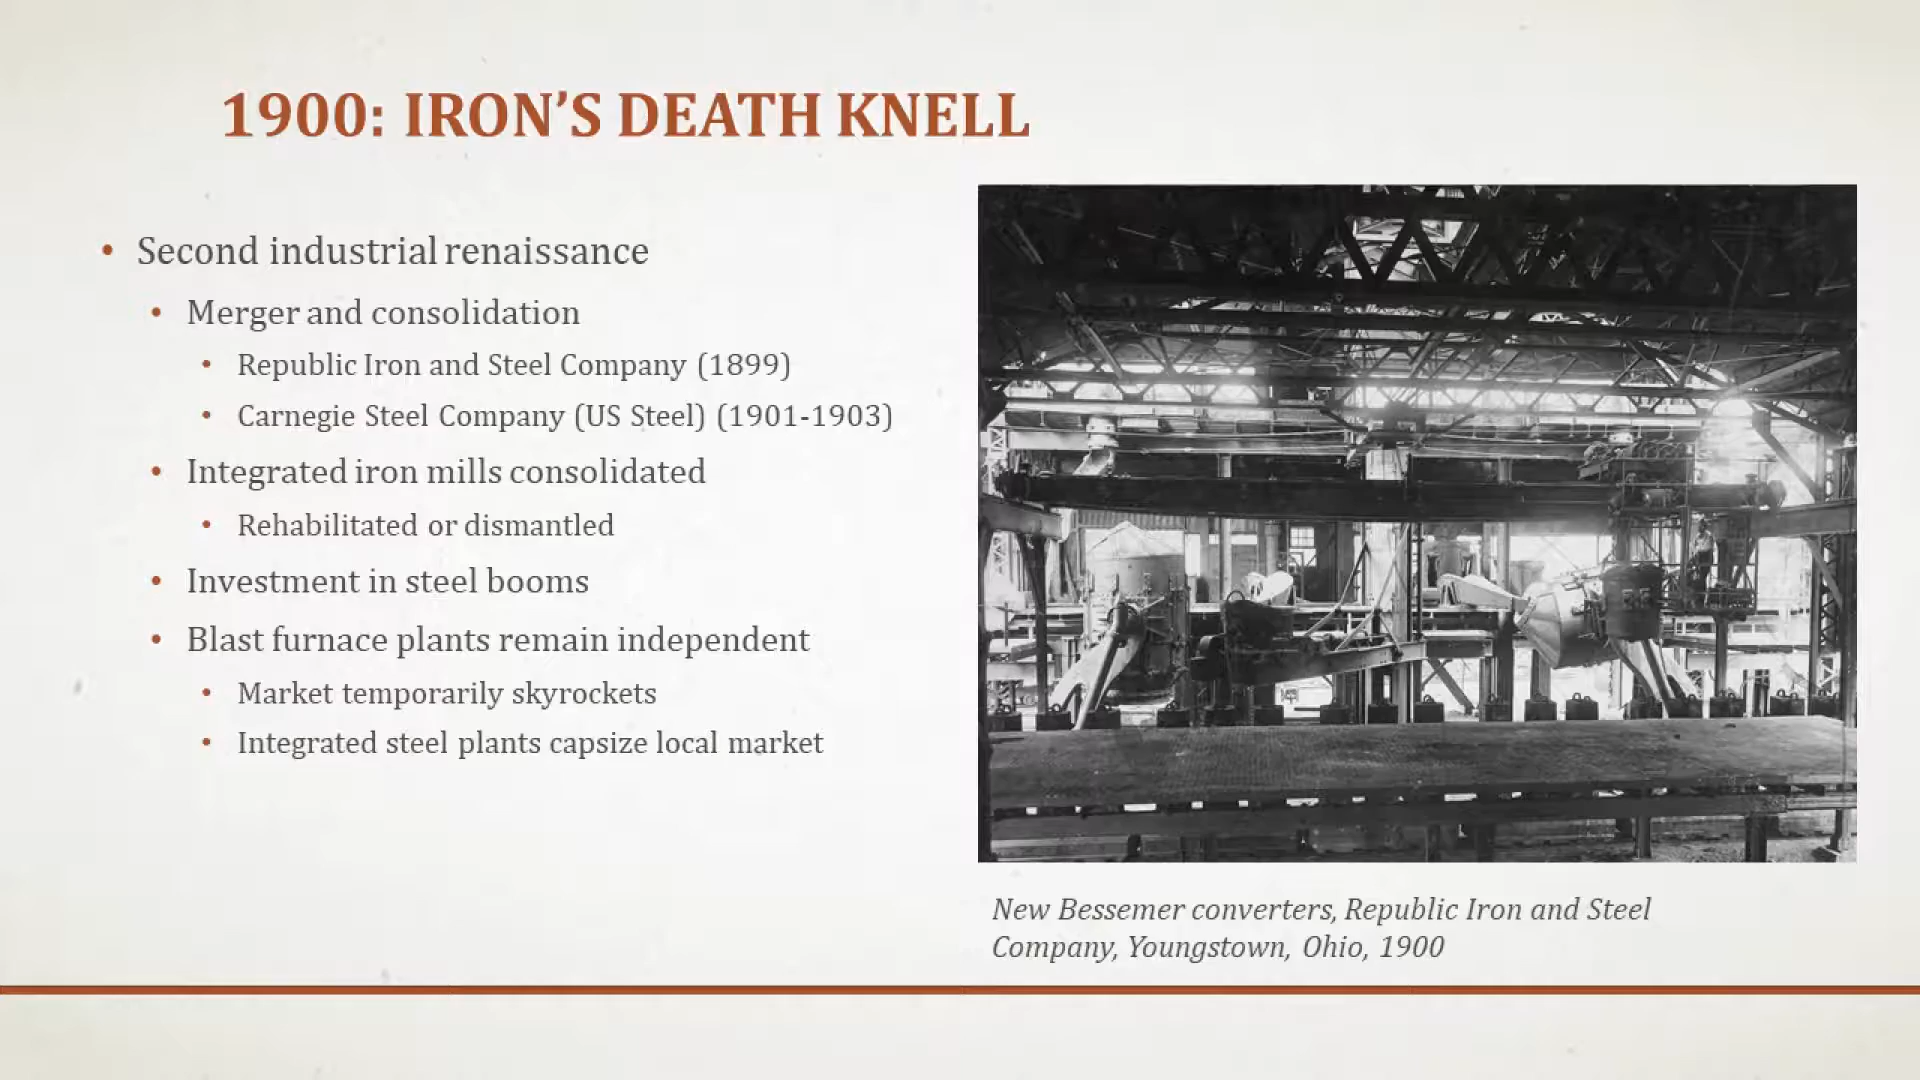 1900: IRON'S DEATH KNELL
• Second industrial renaissance
• Merger and consolidation
• Republic Iron and Steel Company (1899)
• Carnegie Steel Company (US Steel) (1901-1903)
• Integrated iron mills consolidated
• Rehabilitated or dismantled
• Investment in steel booms
• Blast furnace plants remain independent
• Market temporarily skyrockets
• Integrated steel plants capsize local market
New Bessemer converters, Republic Iron and Steel
Company, Youngstown, Ohio, 1900